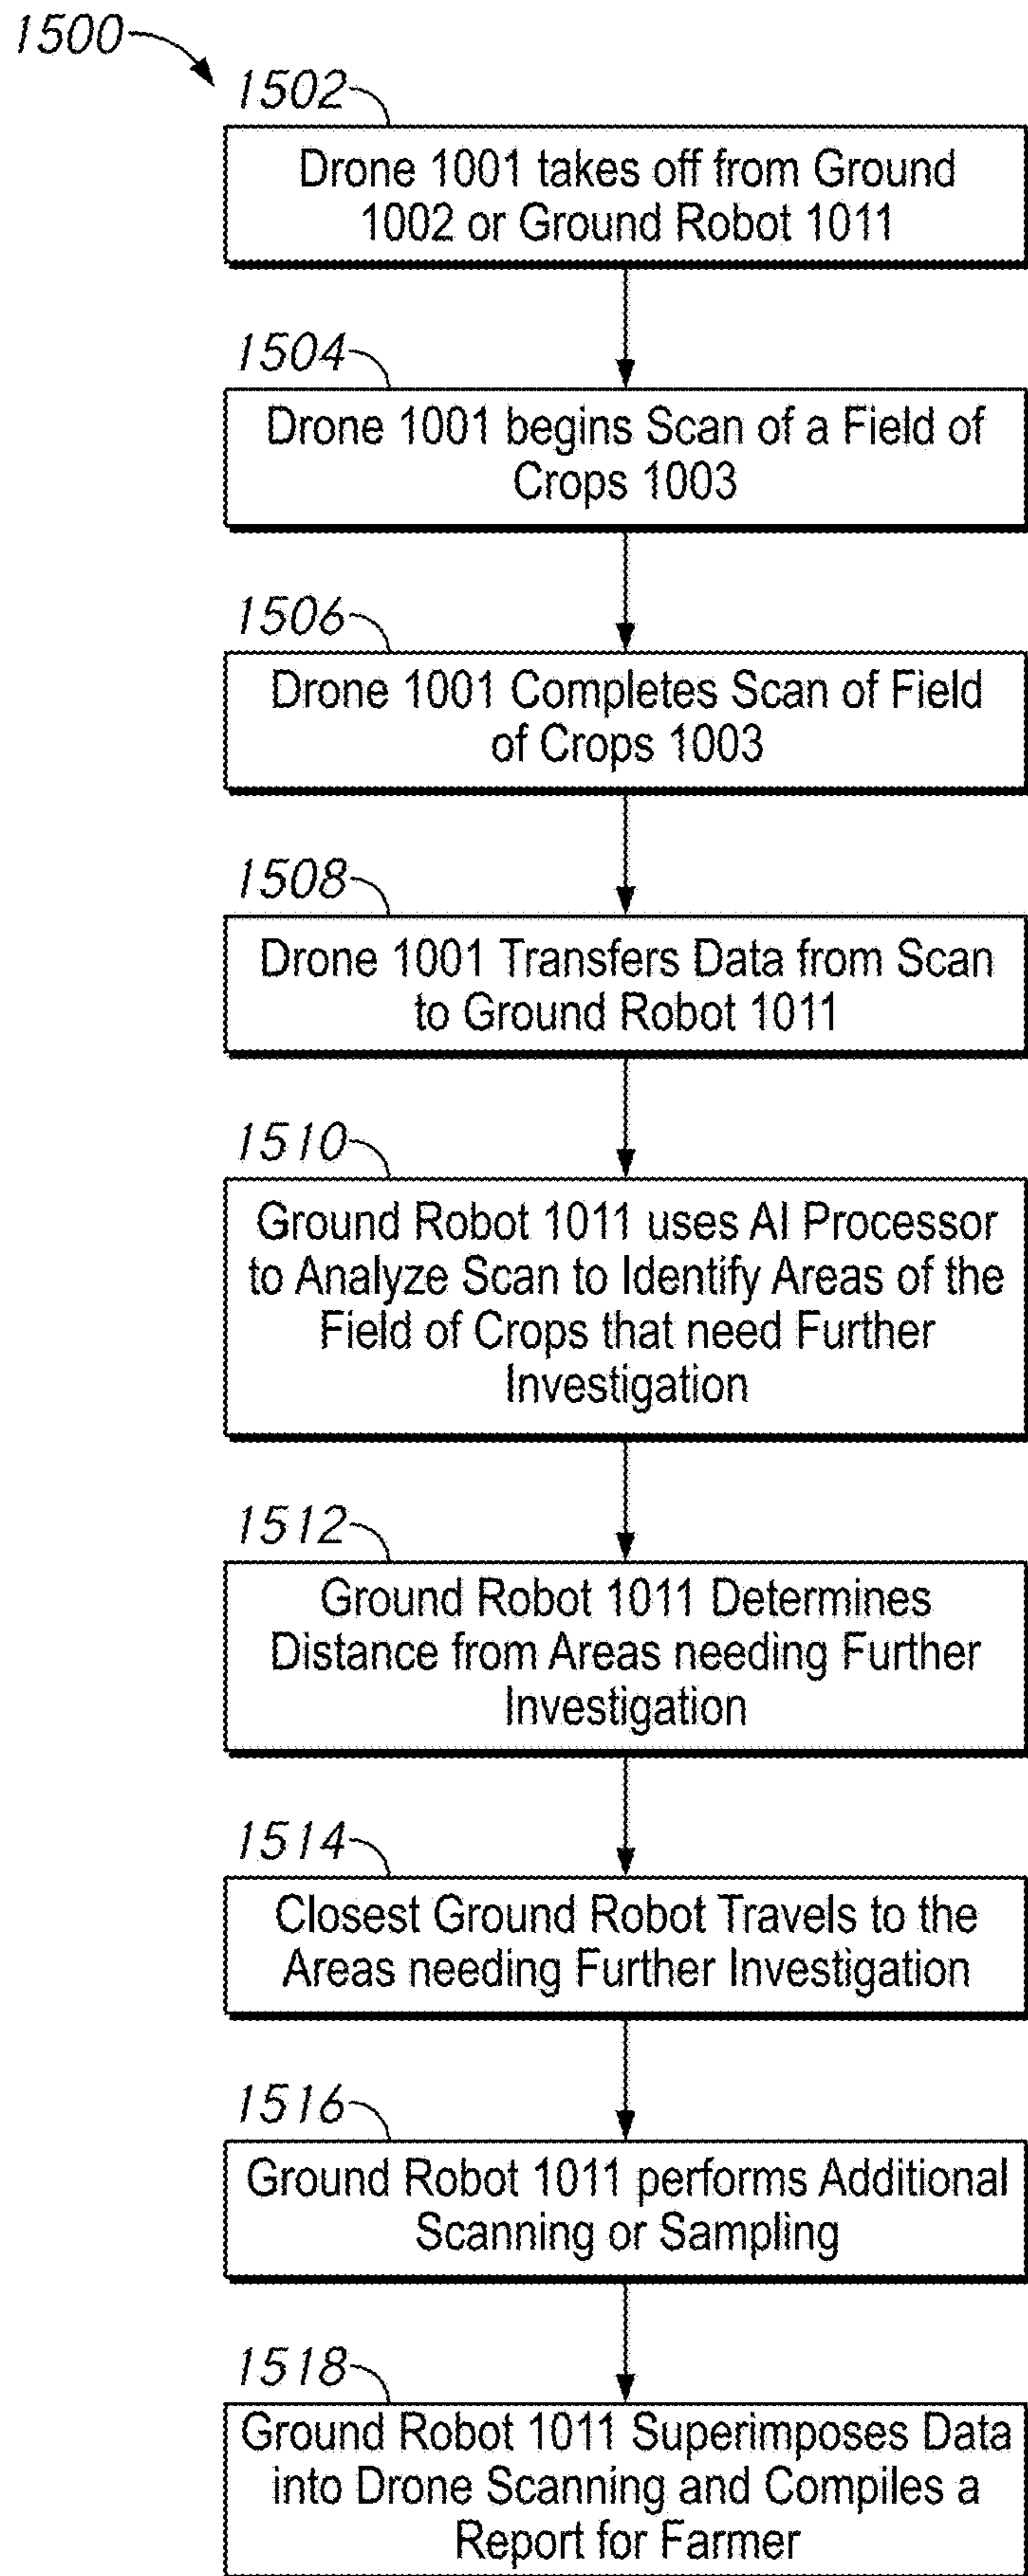 1500
1502
Drone 1001 takes off from Ground
1002 or Ground Robot 1011
1504
Drone 1001 begins Scan of a Field of
Crops 1003
1506
Drone 1001 Completes Scan of Field
of Crops 1003
1508
Drone 1001 Transfers Data from Scan
to Ground Robot 1011
1510
Ground Robot 1011 uses AI Processor
to Analyze Scan to Identify Areas of the
Field of Crops that need Further
Investigation
1512
Ground Robot 1011 Determines
Distance from Areas needing Further
Investigation
1514
Closest Ground Robot Travels to the
Areas needing Further Investigation
1516
Ground Robot 1011 performs Additional
Scanning or Sampling
1518
Ground Robot 1011 Superimposes Data
into Drone Scanning and Compiles a
Report for Farmer